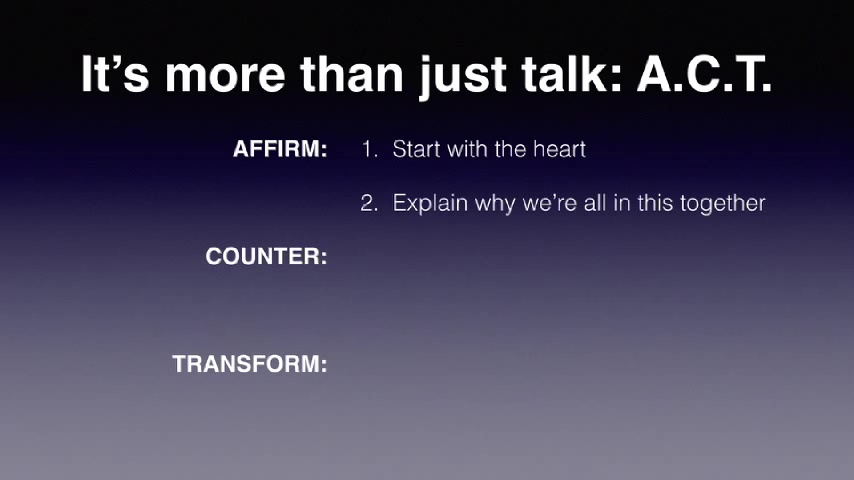 It's more than just talk: A.C.T.
AFFIRM: 1. Start with the heart
2. Explain why we're all in this together
COUNTER:
TRANSFORM: